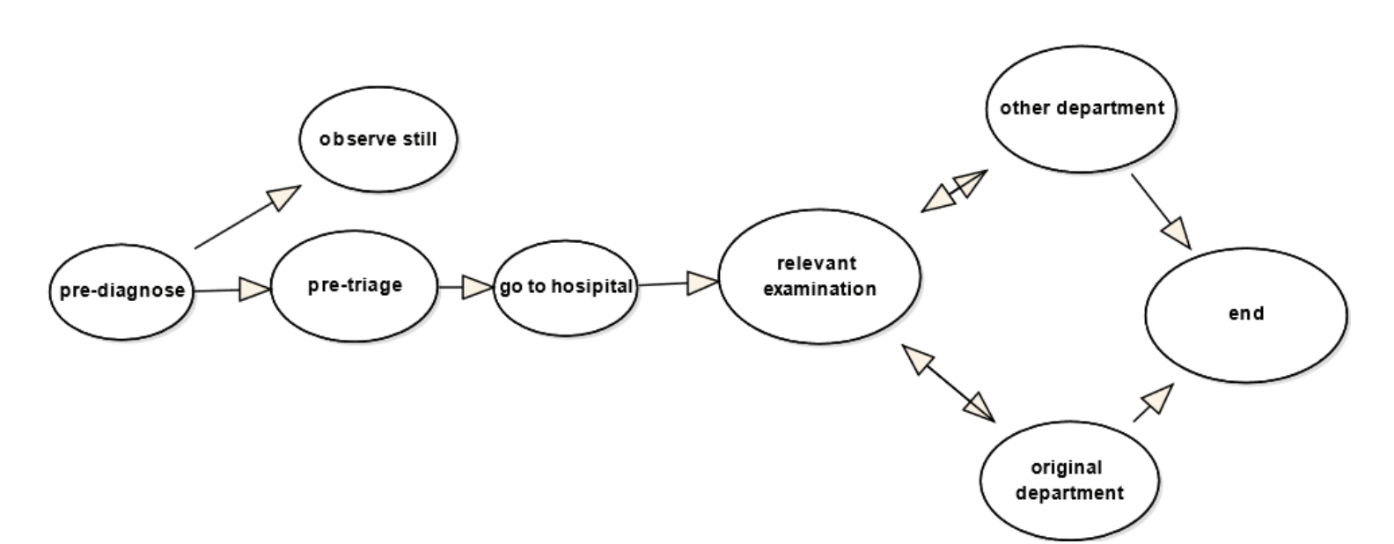 other department
observe still
pre-diagnose
pre-triage
go to hosipital
relevant
examination
end
original
department